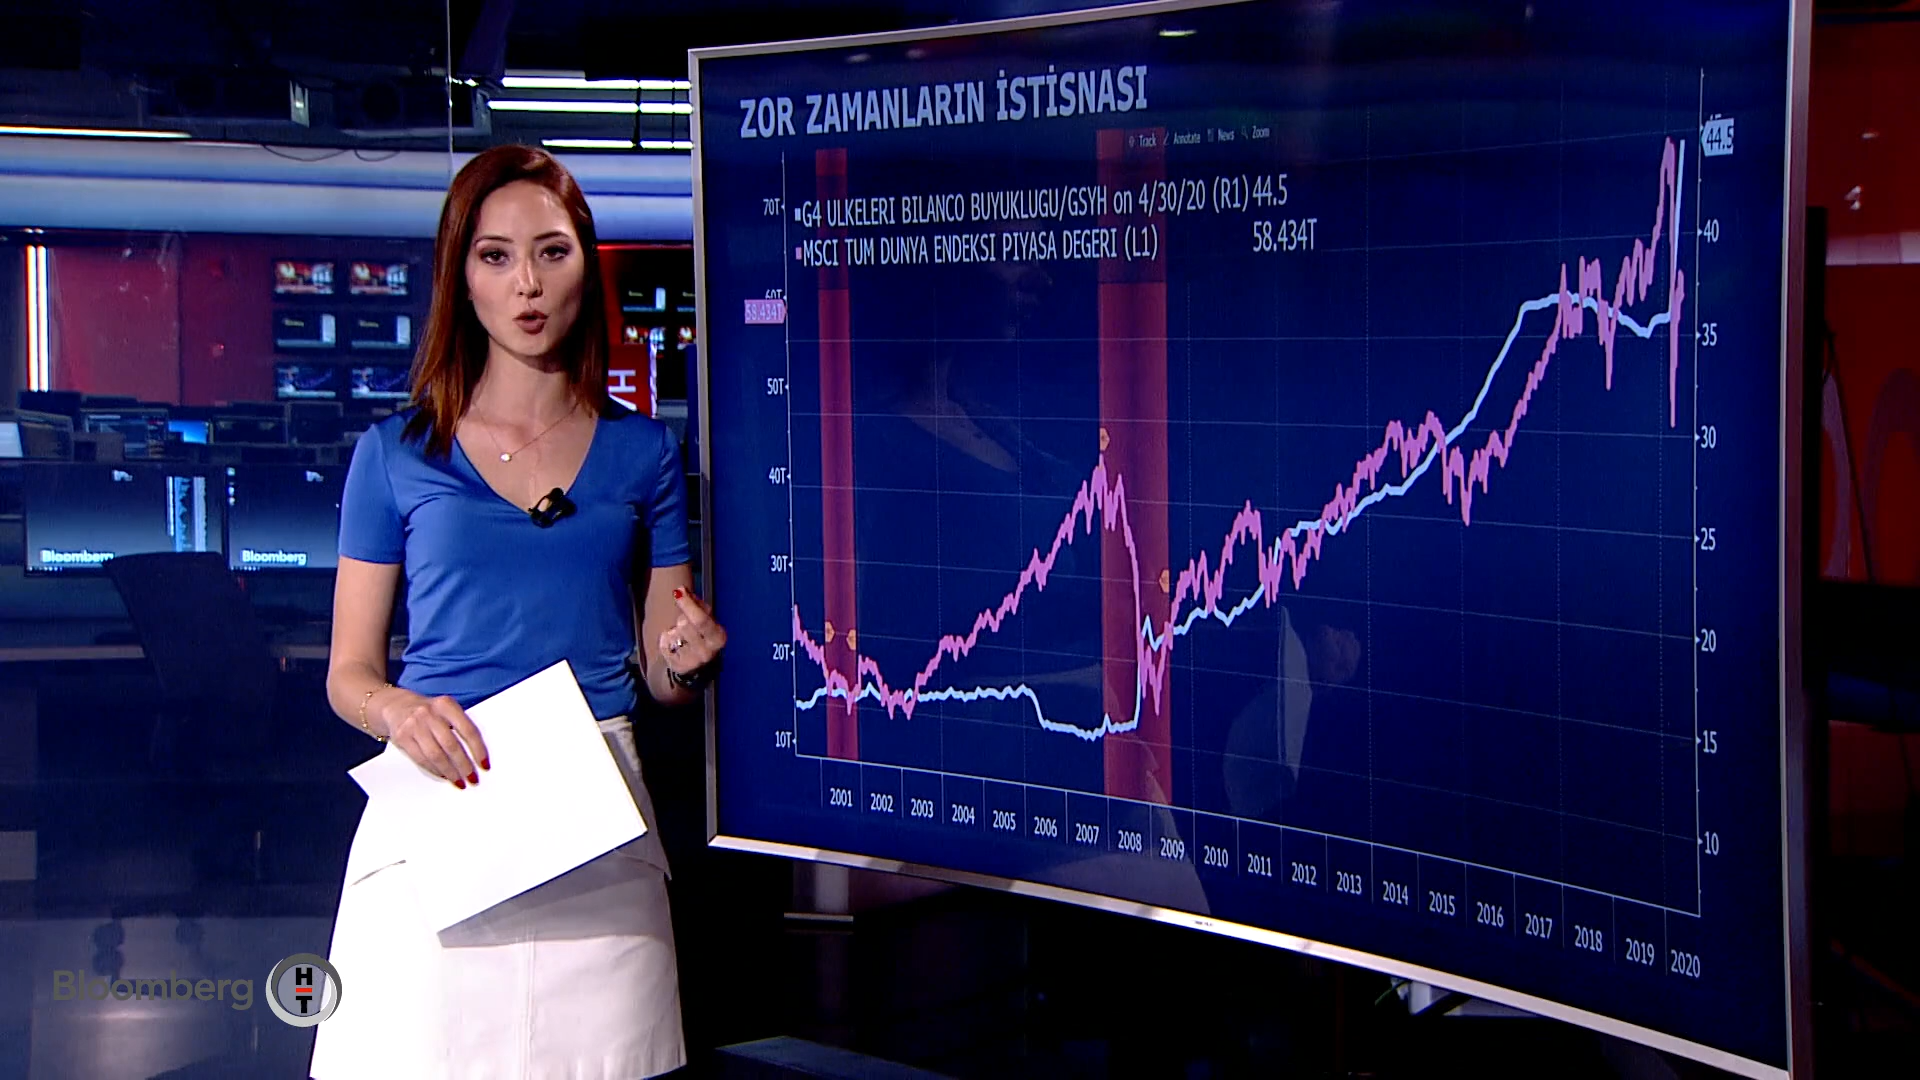 ZOR ZAMANLARIN İSTİSNASI
Track Annotate News Zoom
G4 ULKELERI BILANCO BUYUKLUGU/GSYH on 4/30/20 (R1) 44.5
MSCI TUM DUNYA ENDEKSI PIYASA DEGERI (L1) 58.434T
70T
60T
58.434T
50T
40T
30T
20T
10T
44.5
40
35
30
25
20
15
10
2001 2002 2003 2004 2005 2006 2007 2008 2009 2010 2011 2012 2013 2014 2015 2016 2017 2018 2019 2020
Bloomberg
Bloomberg
Bloomberg HT